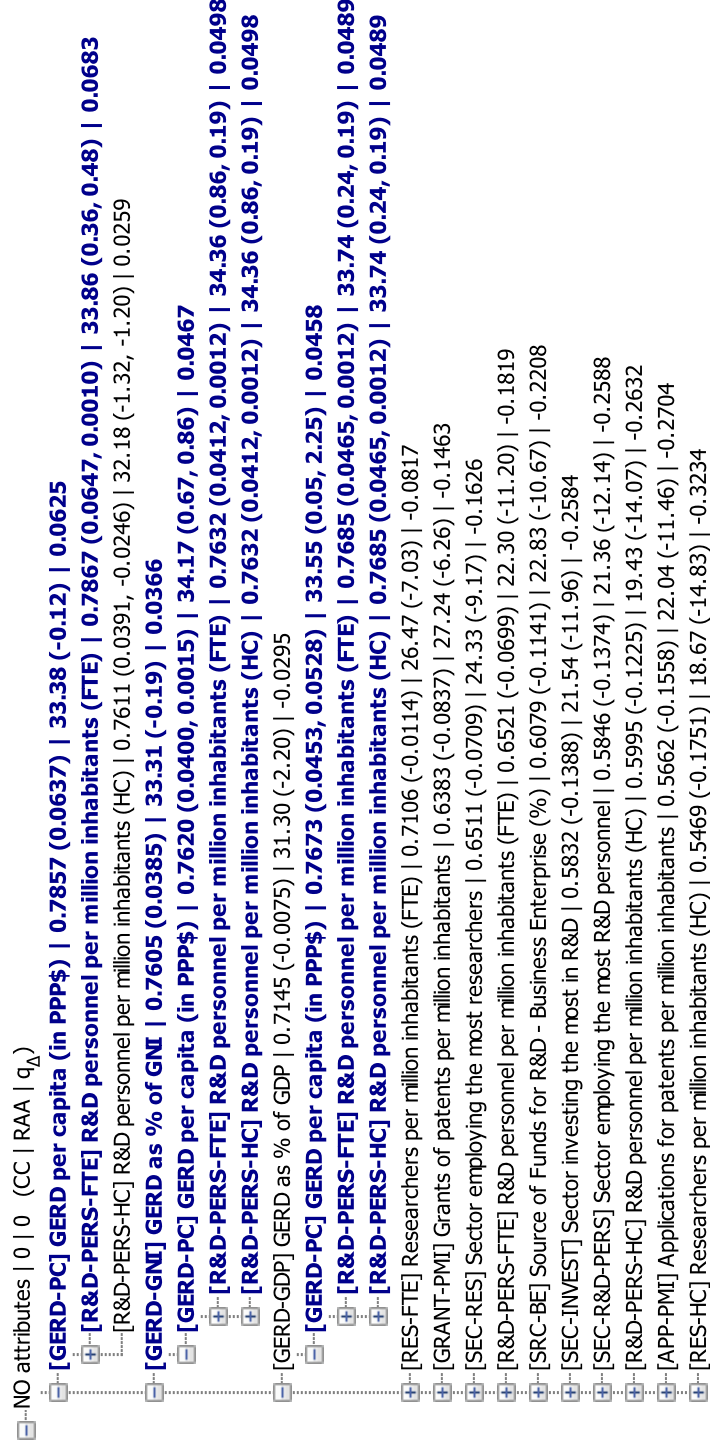 NO attributes | 0 | 0 (CC | RAA | qΔ)
[GERD-PC] GERD per capita (in PPP$) | 0.7857 (0.0637) | 33.38 (-0.12) | 0.0625
[R&D-PERS-FTE] R&D personnel per million inhabitants (FTE) | 0.7867 (0.0647, 0.0010) | 33.86 (0.36, 0.48) | 0.0683
[R&D-PERS-HC] R&D personnel per million inhabitants (HC) | 0.7611 (0.0391, -0.0246) | 32.18 (-1.32, -1.20) | 0.0259
[GERD-GNI] GERD as % of GNI | 0.7605 (0.0385) | 33.31 (-0.19) | 0.0366
[GERD-PC] GERD per capita (in PPP$) | 0.7620 (0.0400, 0.0015) | 34.17 (0.67, 0.86) | 0.0467
[R&D-PERS-FTE] R&D personnel per million inhabitants (FTE) | 0.7632 (0.0412, 0.0012) | 34.36 (0.86, 0.19) | 0.0498
[R&D-PERS-HC] R&D personnel per million inhabitants (HC) | 0.7632 (0.0412, 0.0012) | 34.36 (0.86, 0.19) | 0.0498
[GERD-GDP] GERD as % of GDP | 0.7145 (-0.0075) | 31.30 (-2.20) | -0.0295
[GERD-PC] GERD per capita (in PPP$) | 0.7673 (0.0453, 0.0528) | 33.55 (0.05, 2.25) | 0.0458
[R&D-PERS-FTE] R&D personnel per million inhabitants (FTE) | 0.7685 (0.0465, 0.0012) | 33.74 (0.24, 0.19) | 0.0489
[R&D-PERS-HC] R&D personnel per million inhabitants (HC) | 0.7685 (0.0465, 0.0012) | 33.74 (0.24, 0.19) | 0.0489
[RES-FTE] Researchers per million inhabitants (FTE) | 0.7106 (-0.0114) | 26.47 (-7.03) | -0.0817
[GRANT-PMI] Grants of patents per million inhabitants | 0.6383 (-0.0837) | 27.24 (-6.26) | -0.1463
[SEC-RES] Sector employing the most researchers | 0.6511 (-0.0709) | 24.33 (-9.17) | -0.1626
[R&D-PERS-FTE] R&D personnel per million inhabitants (FTE) | 0.6521 (-0.0699) | 22.30 (-11.20) | -0.1819
[SRC-BE] Source of Funds for R&D - Business Enterprise (%) | 0.6079 (-0.1141) | 22.83 (-10.67) | -0.2208
[SEC-INVEST] Sector investing the most in R&D | 0.5832 (-0.1388) | 21.54 (-11.96) | -0.2584
[SEC-R&D-PERS] Sector employing the most R&D personnel | 0.5846 (-0.1374) | 21.36 (-12.14) | -0.2588
[R&D-PERS-HC] R&D personnel per million inhabitants (HC) | 0.5995 (-0.1225) | 19.43 (-14.07) | -0.2632
[APP-PMI] Applications for patents per million inhabitants | 0.5662 (-0.1558) | 22.04 (-11.46) | -0.2704
[RES-HC] Researchers per million inhabitants (HC) | 0.5469 (-0.1751) | 18.67 (-14.83) | -0.3234